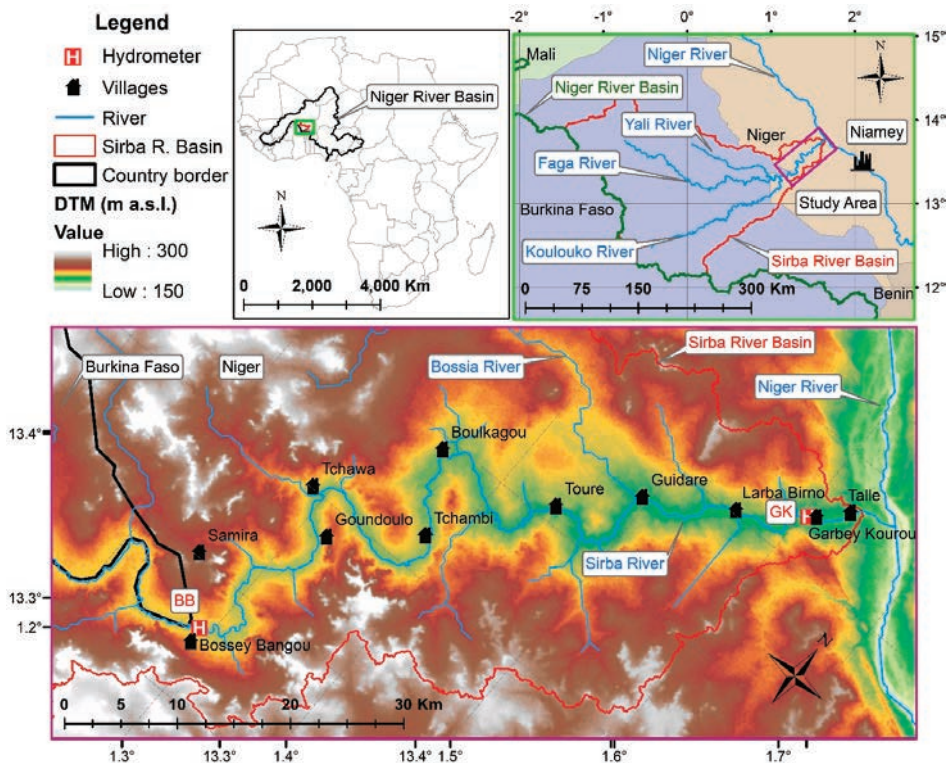 Legend
H Hydrometer
Villages
River
Sirba R. Basin
Country border
DTM (m a.s.l.)
Value
High : 300
Low : 150
Niger River Basin
N
0 2,000 4,000 Km
-2° -1° 0° 1° 2°
15°
14°
13°
12°
Mali
Niger River
N
Niger River Basin
Yali River
Niger
Niamey
Faga River
Study Area
Burkina Faso
Koulouko River
Sirba River Basin
0 75 150 300 Km
Benin
Burkina Faso
Niger
Bossia River
Sirba River Basin
Niger River
13.4°
13.3°
1.2°
Boulkagou
Tchawa
Toure
Guidare
Larba Birno
Talle
GK
H
Garbey Kourou
Samira
Goundoulo
Tchambi
Sirba River
BB
H
Bossey Bangou
N
0 5 10 20 30 Km
1.3° 13.3° 1.4° 13.4° 1.5° 1.6° 1.7°